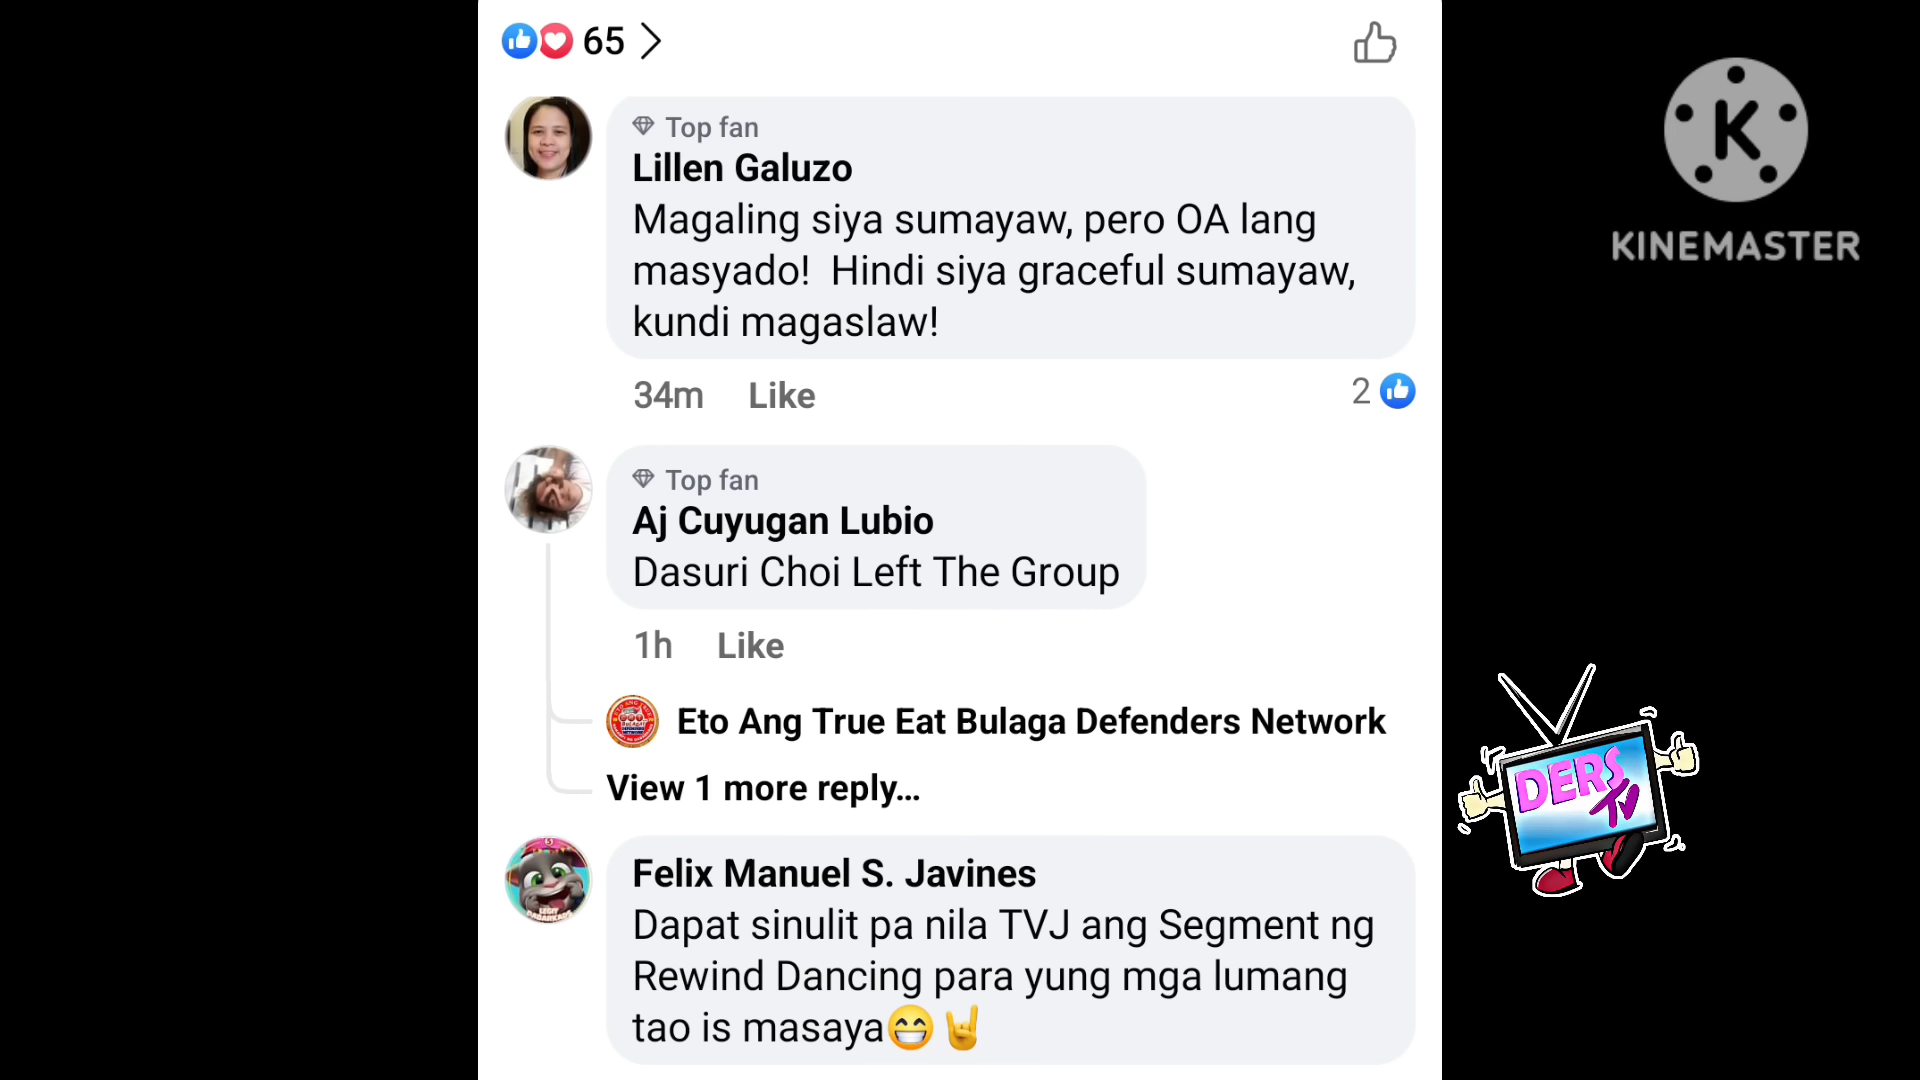 65
K
KINEMASTER
Top fan
Lillen Galuzo
Magaling siya sumayaw, pero OA lang
masyado!  Hindi siya graceful sumayaw,
kundi magaslaw!
34m Like 2
Top fan
Aj Cuyugan Lubio
Dasuri Choi Left The Group
1h Like
Eto Ang True Eat Bulaga Defenders Network
View 1 more reply...
DERS
TV
Felix Manuel S. Javines
Dapat sinulit pa nila TVJ ang Segment ng
Rewind Dancing para yung mga lumang
tao is masaya😁🤘
LEGIT
DABARKADS